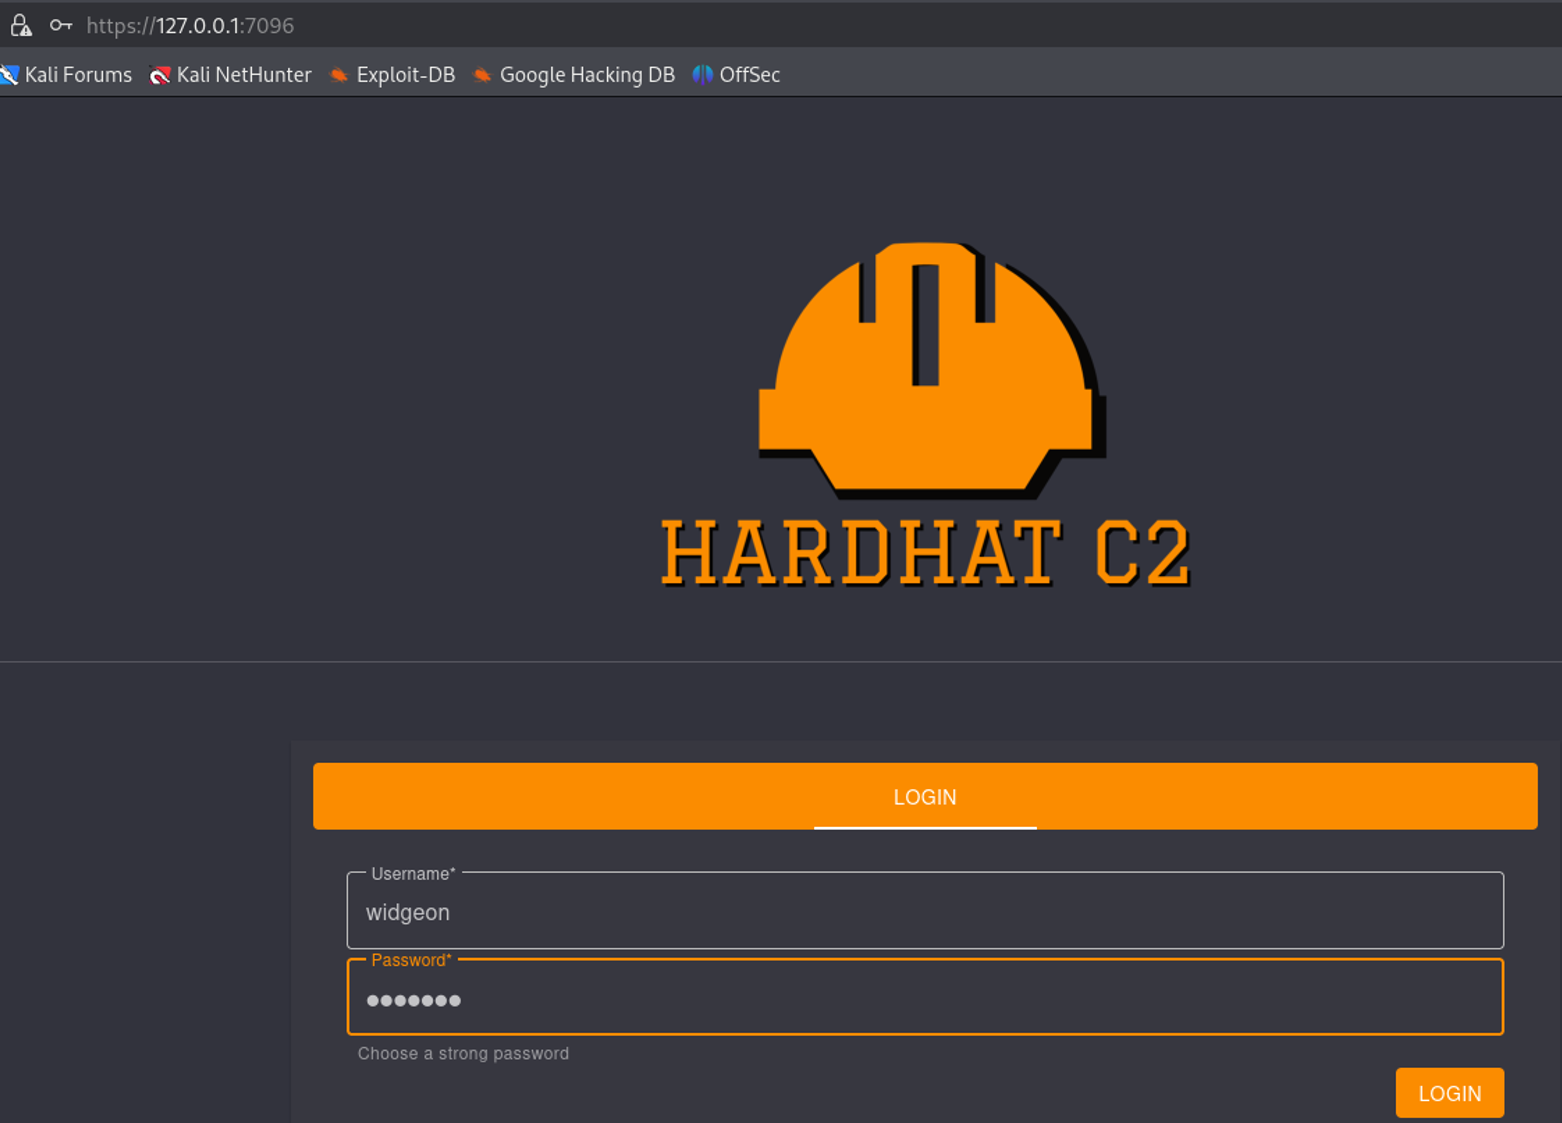 https://127.0.0.1:7096
Kali Forums Kali NetHunter Exploit-DB Google Hacking DB OffSec
HARDHAT C2
LOGIN
Username*
widgeon
Password*
•••••••
Choose a strong password
LOGIN